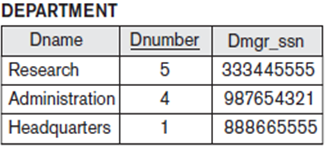 DEPARTMENT
Dname Dnumber Dmgr_ssn
Research 5 333445555
Administration 4 987654321
Headquarters 1 888665555